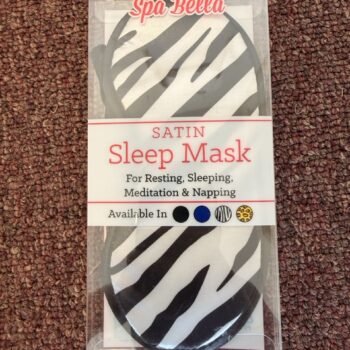 Spa Bella
SATIN
Sleep Mask
For Resting, Sleeping,
Meditation & Napping
Available In